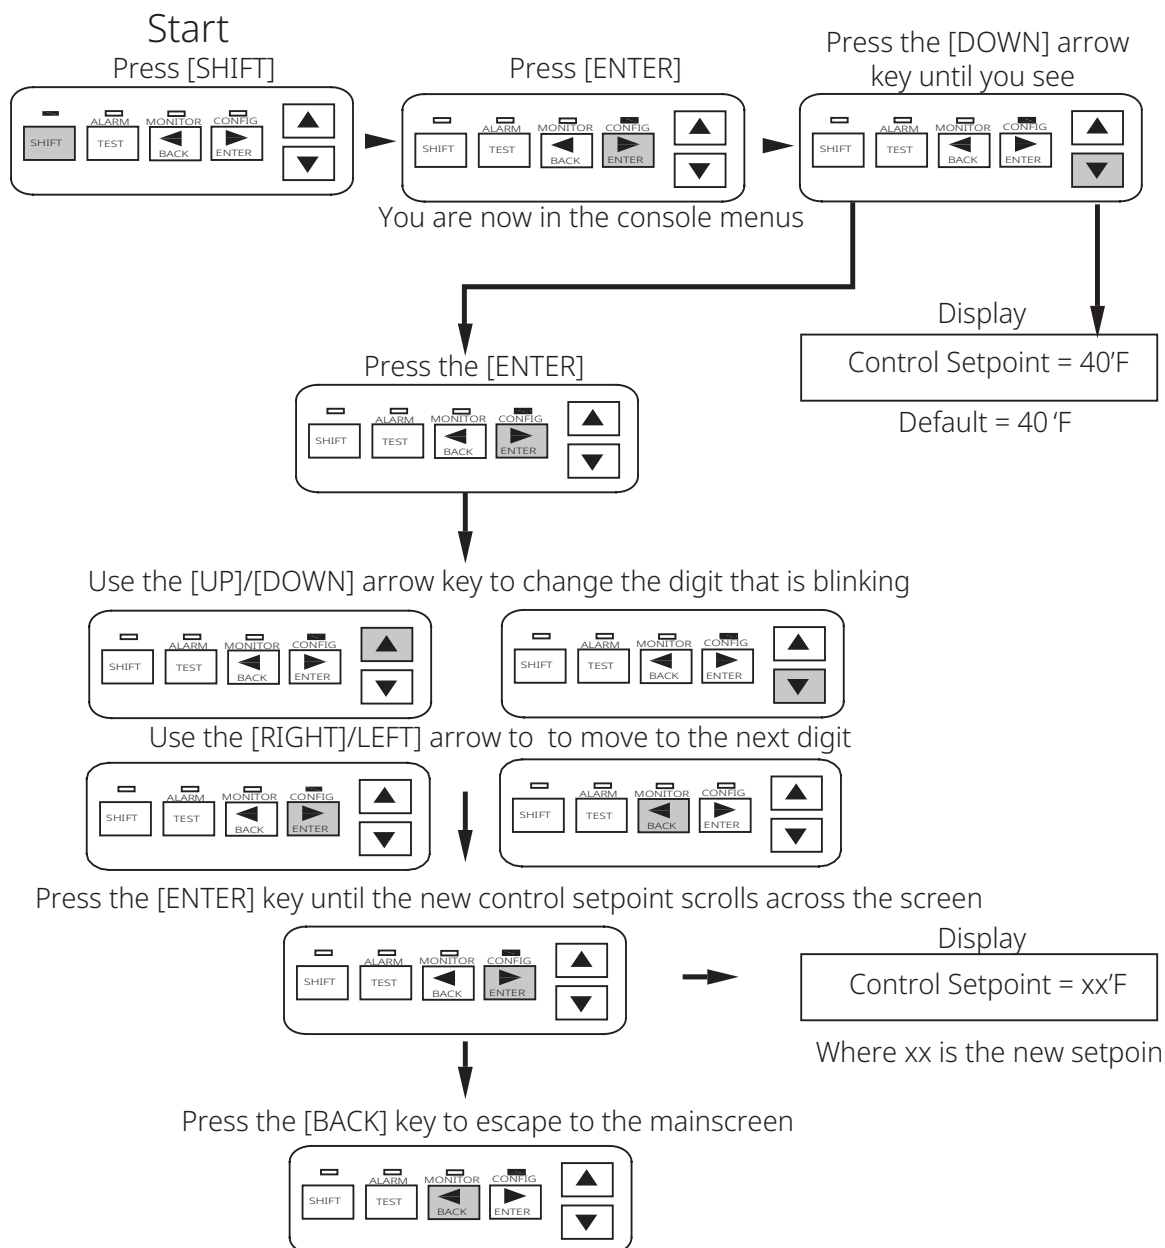 Start
Press [SHIFT]
Press [ENTER]
Press the [DOWN] arrow
key until you see
ALARM MONITOR CONFIG
SHIFT TEST BACK ENTER
ALARM MONITOR CONFIG
SHIFT TEST BACK ENTER
ALARM MONITOR CONFIG
SHIFT TEST BACK ENTER
You are now in the console menus
Display
Control Setpoint = 40'F
Default = 40 'F
Press the [ENTER]
ALARM MONITOR CONFIG
SHIFT TEST BACK ENTER
Use the [UP]/[DOWN] arrow key to change the digit that is blinking
ALARM MONITOR CONFIG
SHIFT TEST BACK ENTER
ALARM MONITOR CONFIG
SHIFT TEST BACK ENTER
Use the [RIGHT]/LEFT] arrow to to move to the next digit
ALARM MONITOR CONFIG
SHIFT TEST BACK ENTER
ALARM MONITOR CONFIG
SHIFT TEST BACK ENTER
Press the [ENTER] key until the new control setpoint scrolls across the screen
ALARM MONITOR CONFIG
SHIFT TEST BACK ENTER
Display
Control Setpoint = xx'F
Where xx is the new setpoin
Press the [BACK] key to escape to the mainscreen
ALARM MONITOR CONFIG
SHIFT TEST BACK ENTER